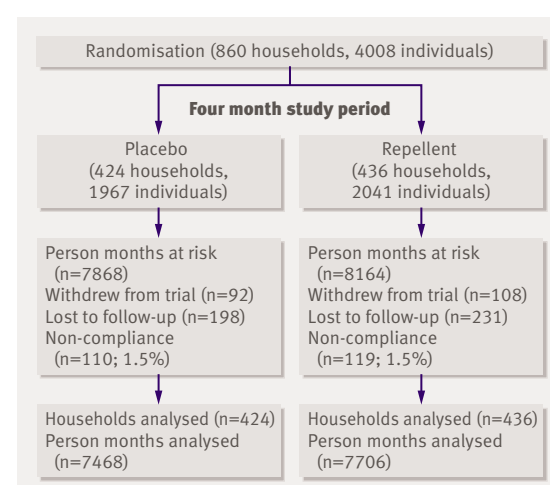 Randomisation (860 households, 4008 individuals)
Four month study period
Placebo
(424 households,
1967 individuals)
Repellent
(436 households,
2041 individuals)
Person months at risk
(n=7868)
Withdrew from trial (n=92)
Lost to follow-up (n=198)
Non-compliance
(n=110; 1.5%)
Person months at risk
(n=8164)
Withdrew from trial (n=108)
Lost to follow-up (n=231)
Non-compliance
(n=119; 1.5%)
Households analysed (n=424)
Person months analysed
(n=7468)
Households analysed (n=436)
Person months analysed
(n=7706)